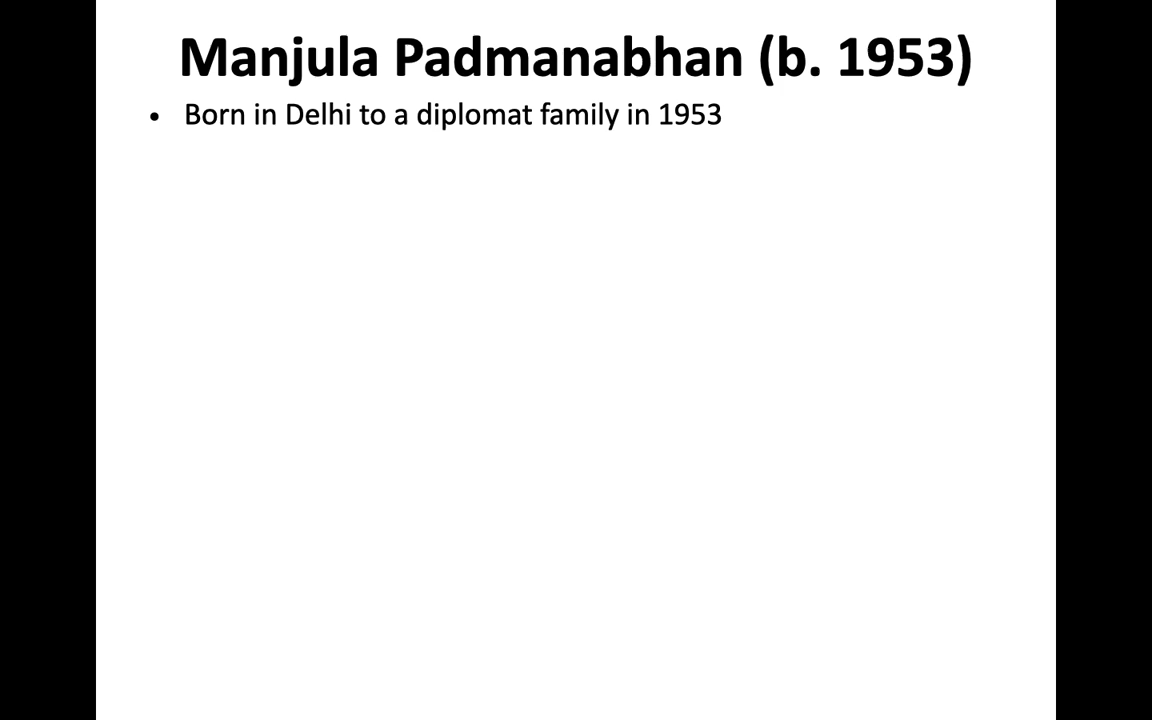 Manjula Padmanabhan (b. 1953)
• Born in Delhi to a diplomat family in 1953